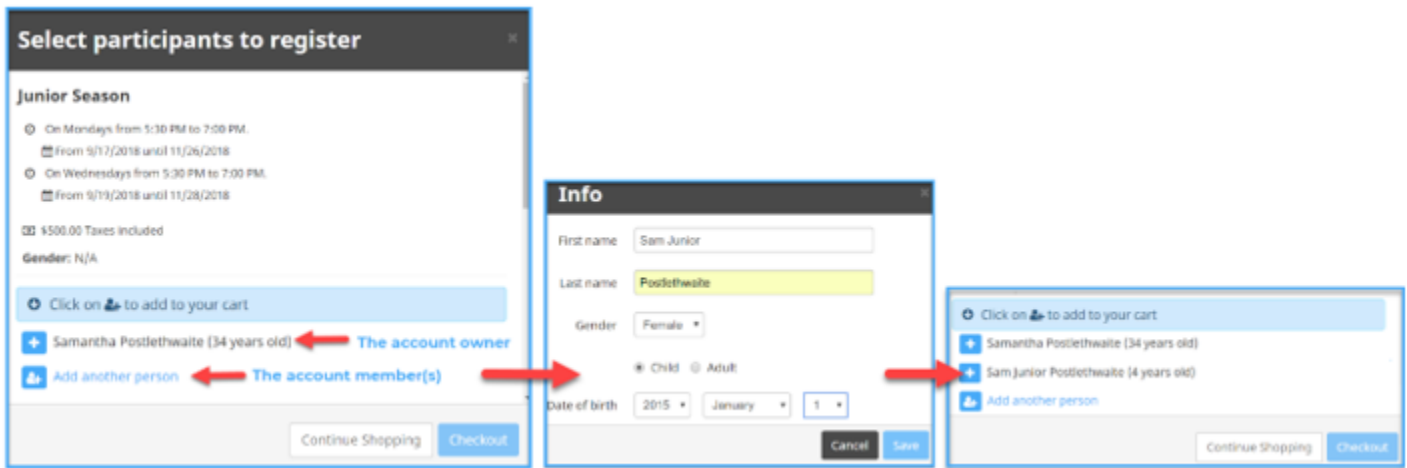 Select participants to register
Junior Season
On Mondays from 5:30 PM to 7:00 PM.
From 9/17/2018 until 11/26/2018
On Wednesdays from 5:30 PM to 7:00 PM.
From 9/19/2018 until 11/28/2018
$500.00 Taxes included
Gender: N/A
Click on to add to your cart
Samantha Postlethwaite (34 years old)
The account owner
Add another person
The account member(s)
Continue Shopping
Checkout
Info
First name Sam Junior
Last name Postlethwaite
Gender Female
Child Adult
Date of birth 2015 January 1
Cancel Save
Click on to add to your cart
Samantha Postlethwaite (34 years old)
Sam Junior Postlethwaite (4 years old)
Add another person
Continue Shopping
Checkout